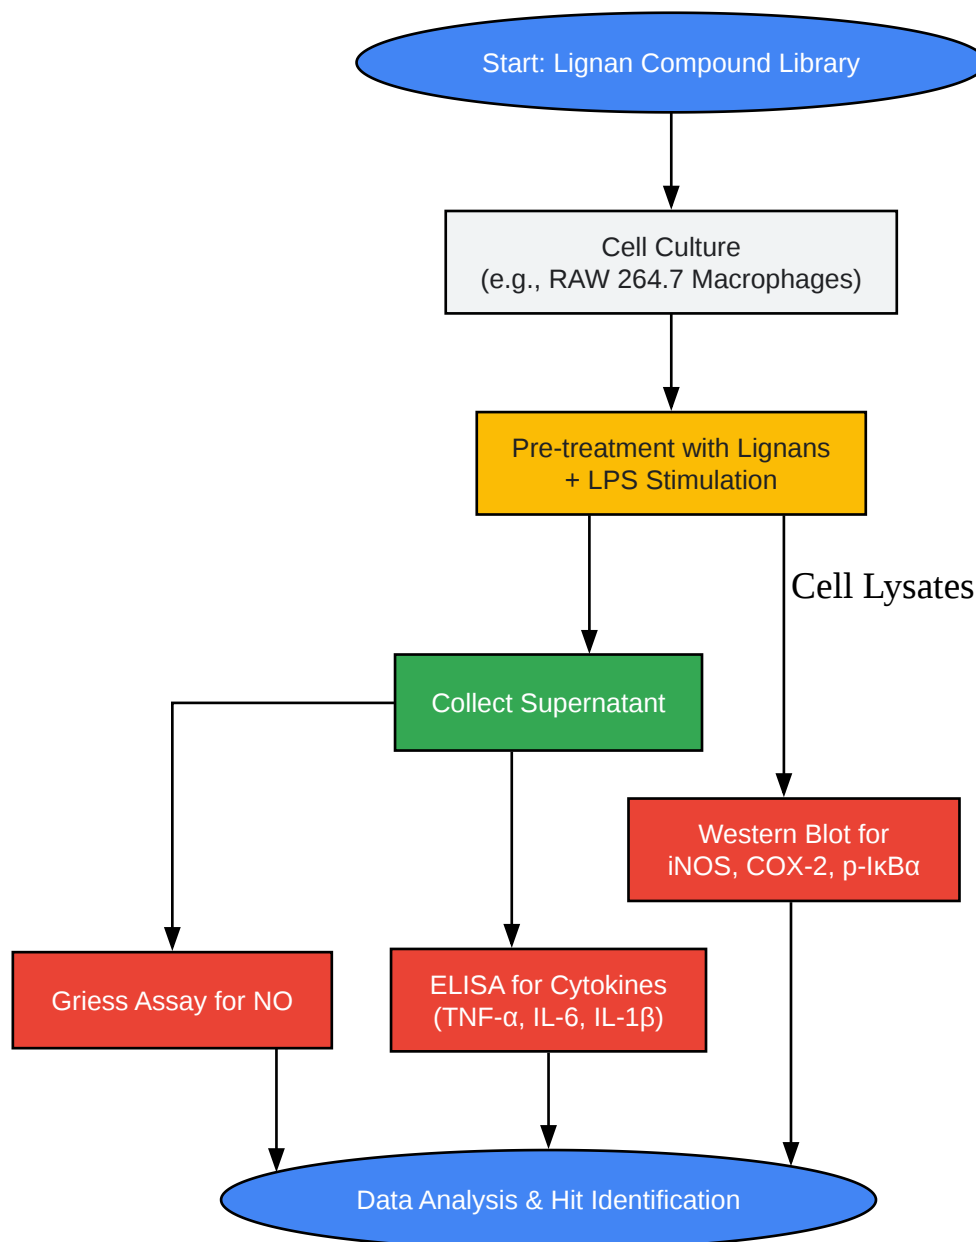 Start: Lignan Compound Library
Cell Culture
(e.g., RAW 264.7 Macrophages)
Pre-treatment with Lignans
+ LPS Stimulation
Cell Lysates
Collect Supernatant
Western Blot for
iNOS, COX-2, p-IκBα
Griess Assay for NO
ELISA for Cytokines
(TNF-α, IL-6, IL-1β)
Data Analysis & Hit Identification